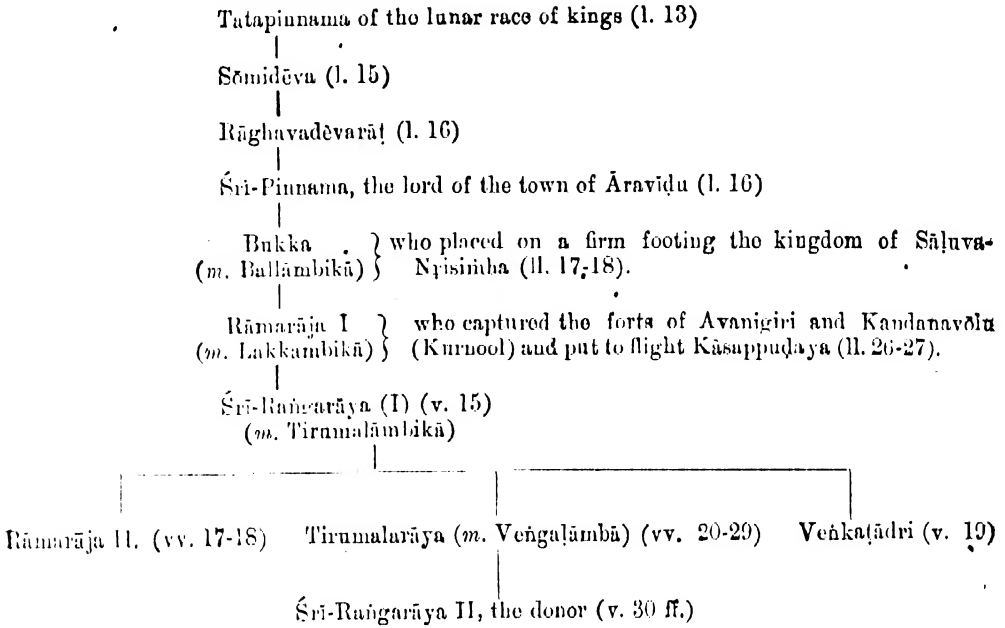 Tatapinnama of the lunar race of kings (l. 13)
Sōmidēva (l. 15)
Rāghavadēvarāṭ (l. 16)
Śrī-Pinnama, the lord of the town of Āravīḍu (l. 16)
Bukka } who placed on a firm footing the kingdom of Sāḷuva-
(m. Ballāmbikā) } Nṛisiṁha (ll. 17-18).
Rāmarāja I } who captured the forts of Avanigiri and Kandanavōlu
(m. Lakkāmbikā) } (Kurnool) and put to flight Kāsappuḍaya (ll. 26-27).
Śrī-Raṅgarāya (I) (v. 15)
(m. Tirumalāmbikā)
Rāmarāja II. (vv. 17-18) Tirumalarāya (m. Veṅgaḷāmbā) (vv. 20-29) Veṅkaṭādri (v. 19)
Śrī-Raṅgarāya II, the donor (v. 30 ff.)